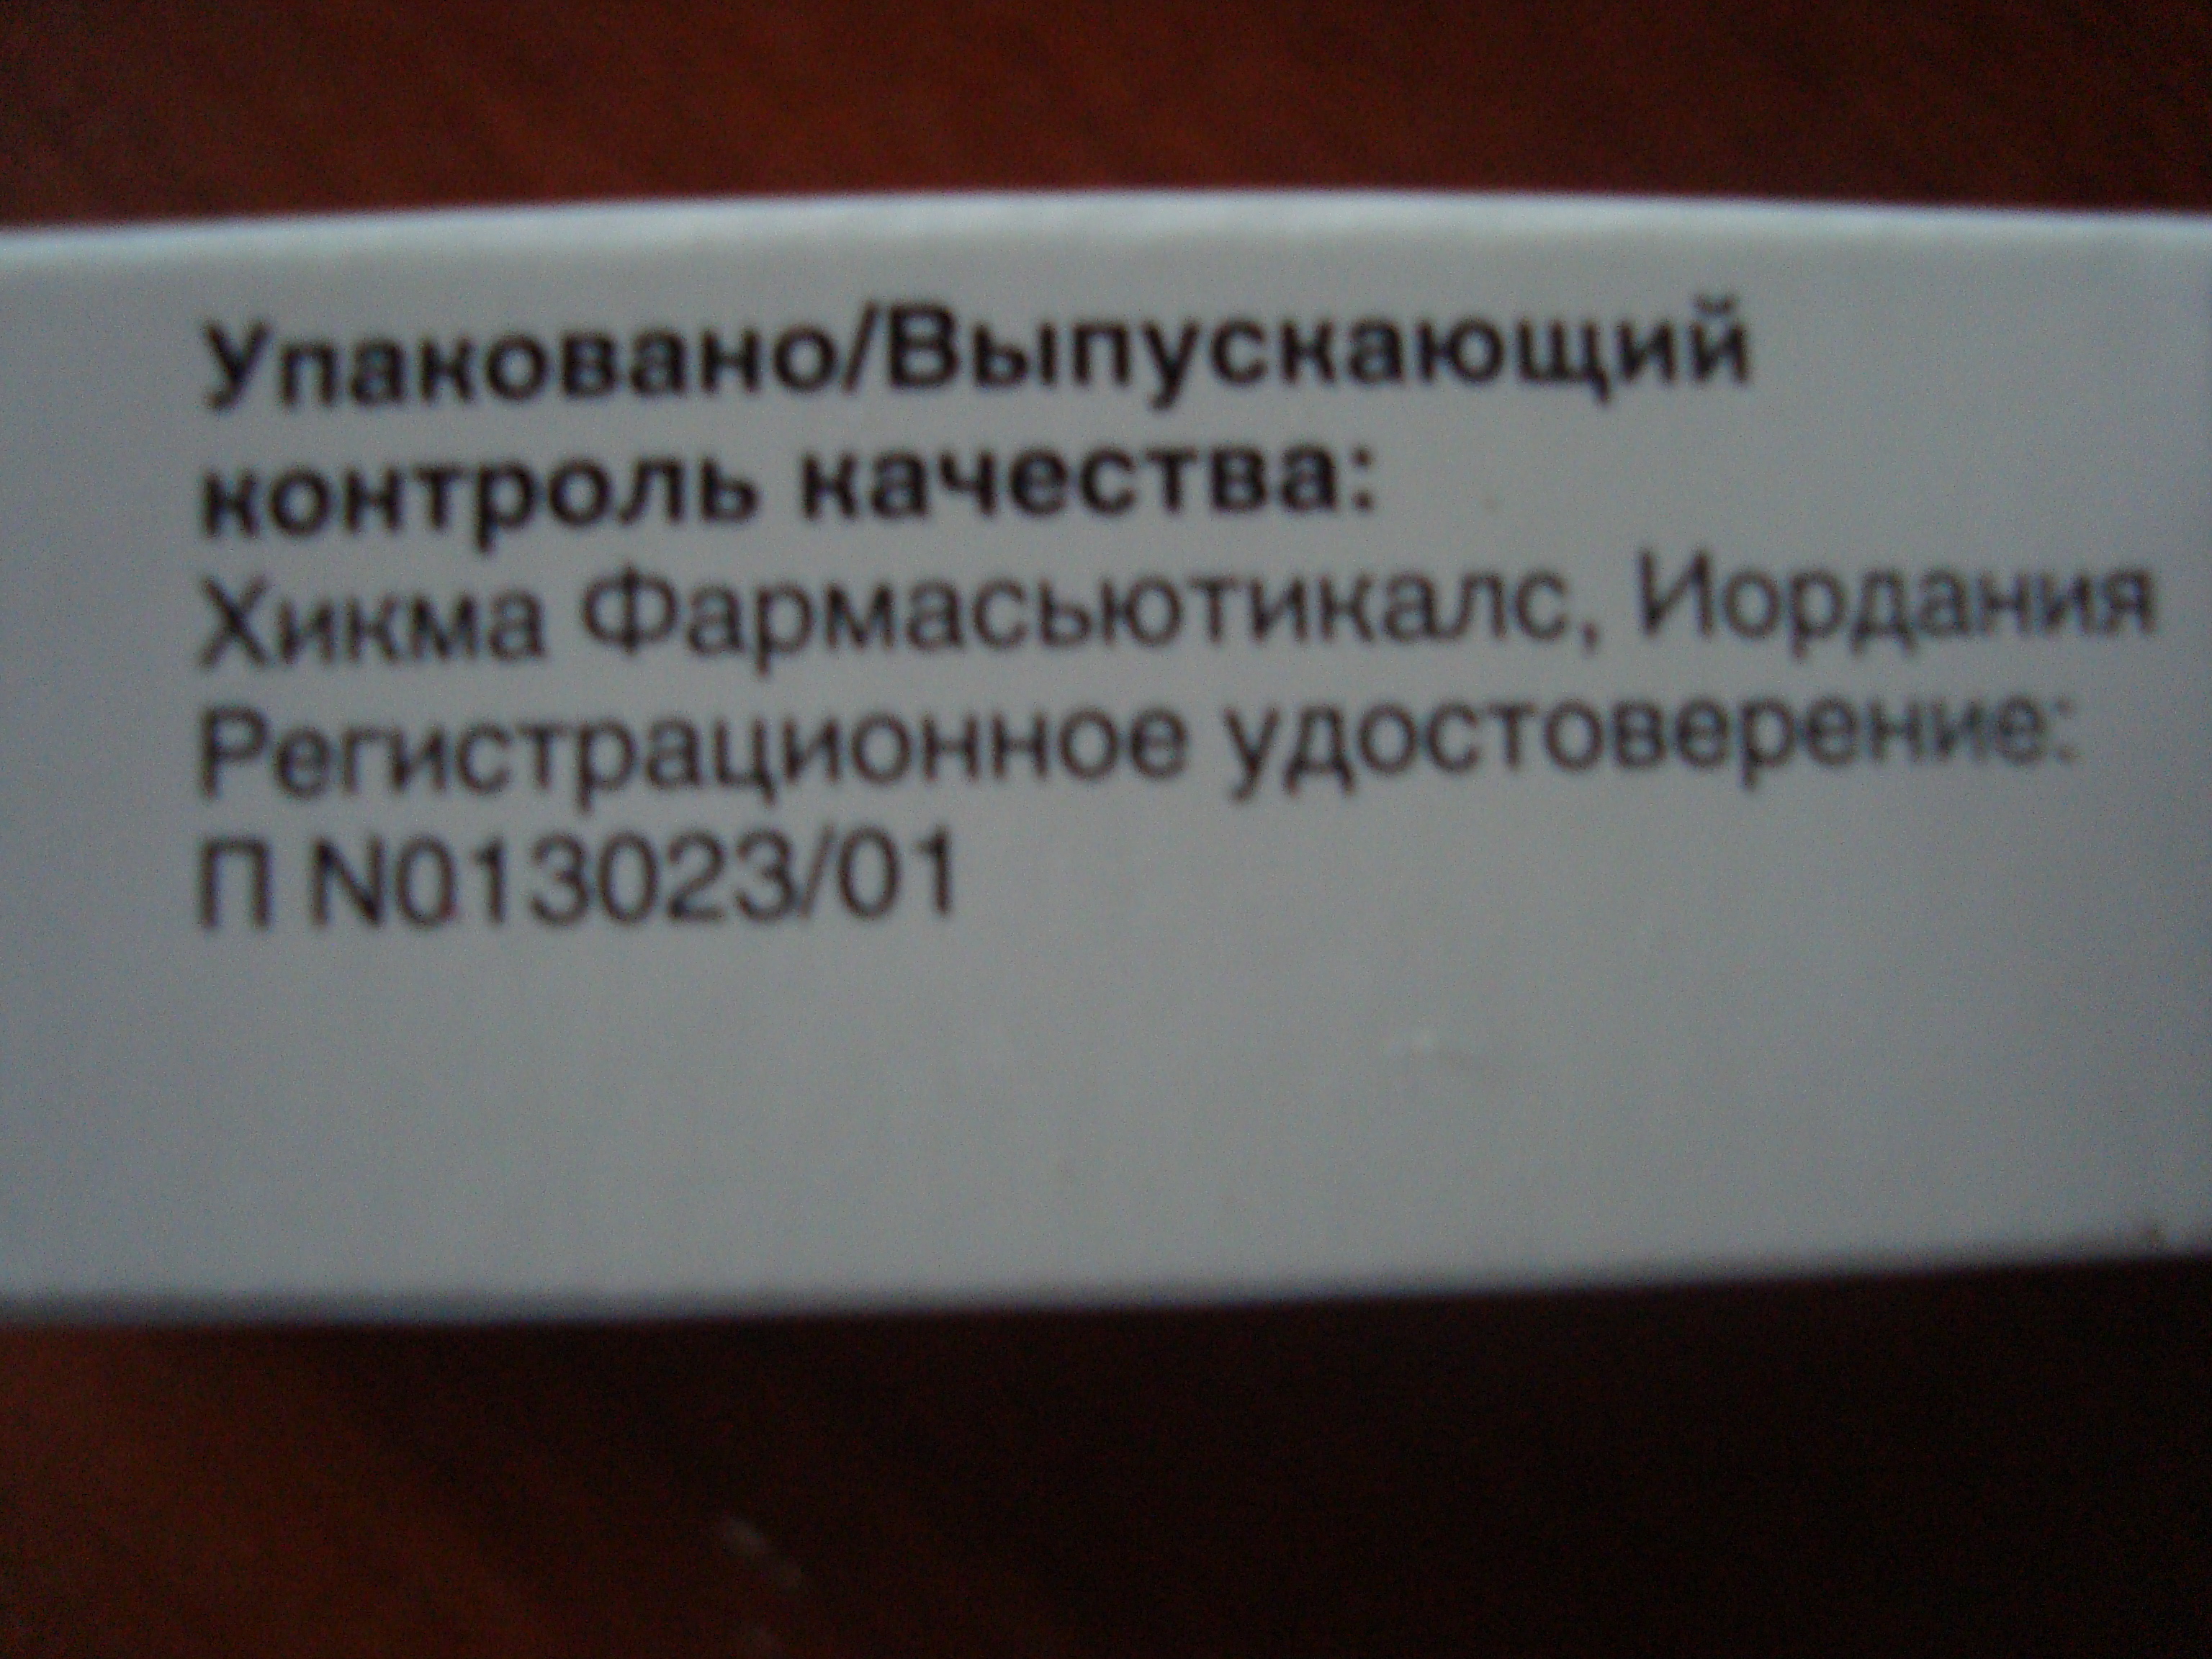 Упаковано/Выпускающий
контроль качества:
Хикма Фармасьютикалс, Иордания
Регистрационное удостоверение:
П N013023/01